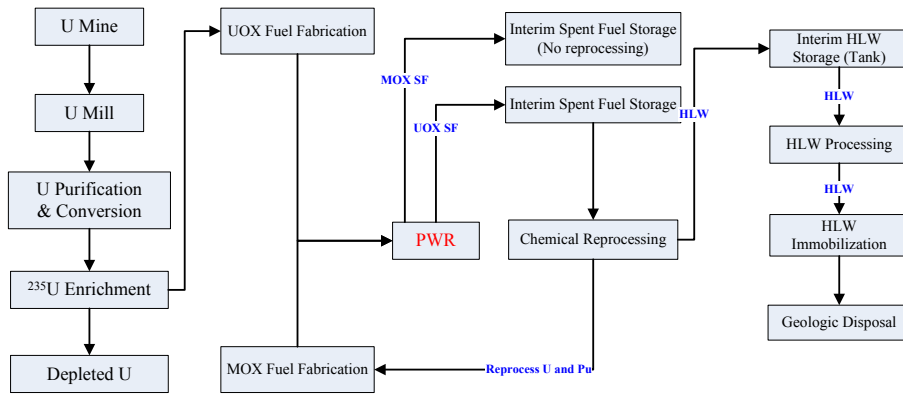 U Mine
U Mill
U Purification
& Conversion
²³⁵U Enrichment
Depleted U
UOX Fuel Fabrication
MOX Fuel Fabrication
PWR
MOX SF
UOX SF
Interim Spent Fuel Storage
(No reprocessing)
Interim Spent Fuel Storage
Chemical Reprocessing
Reprocess U and Pu
HLW
Interim HLW
Storage (Tank)
HLW
HLW Processing
HLW
HLW
Immobilization
Geologic Disposal